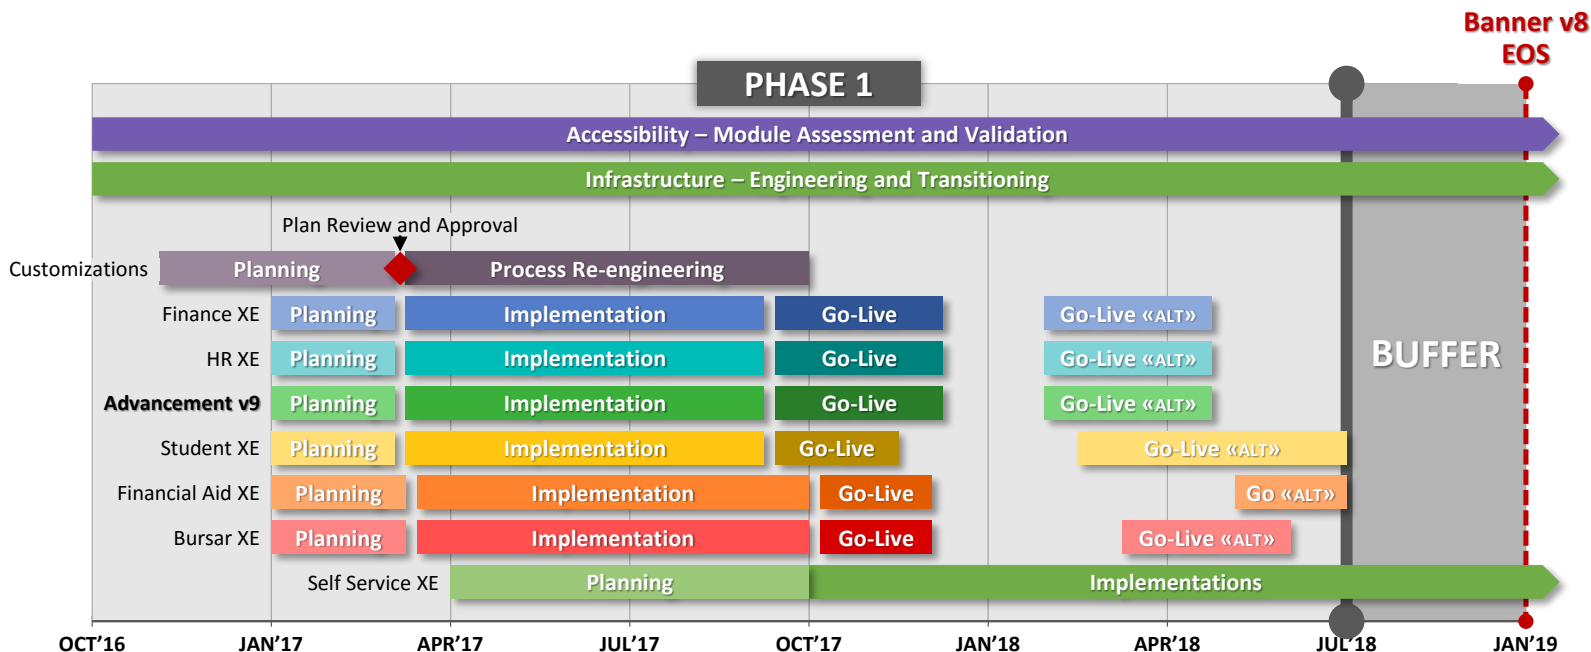 Banner v8
EOS
PHASE 1
Accessibility – Module Assessment and Validation
Infrastructure – Engineering and Transitioning
Plan Review and Approval
Customizations Planning Process Re-engineering
Finance XE Planning Implementation Go-Live Go-Live «ALT»
HR XE Planning Implementation Go-Live Go-Live «ALT»
BUFFER
Advancement v9 Planning Implementation Go-Live Go-Live «ALT»
Student XE Planning Implementation Go-Live Go-Live «ALT»
Financial Aid XE Planning Implementation Go-Live Go «ALT»
Bursar XE Planning Implementation Go-Live Go-Live «ALT»
Self Service XE Planning Implementations
OCT'16 JAN'17 APR'17 JUL'17 OCT'17 JAN'18 APR'18 JUL'18 JAN'19